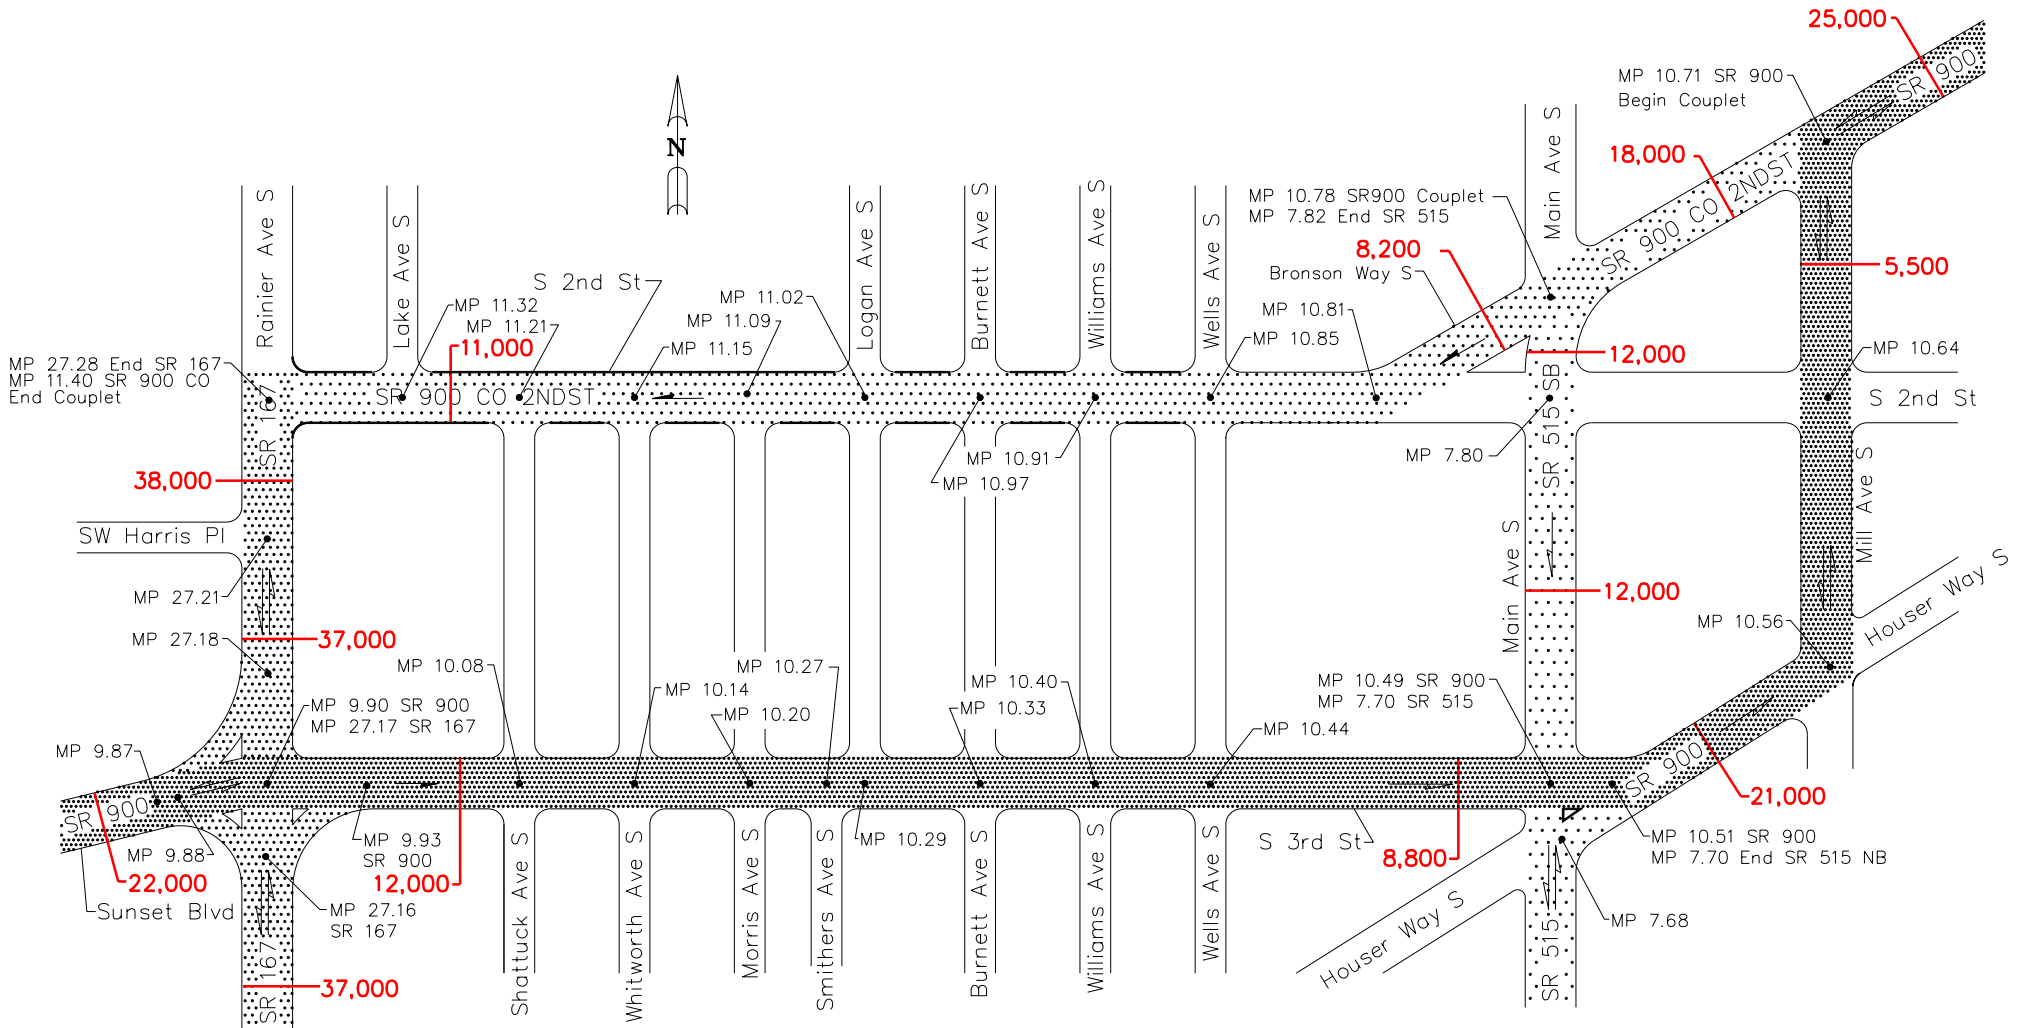 25,000
MP 10.71 SR 900
Begin Couplet
SR 900
18,000
Main Ave S
N
SR 900 CO 2NDST
MP 10.78 SR900 Couplet
MP 7.82 End SR 515
8,200
Bronson Way S
5,500
Rainier Ave S
Lake Ave S
S 2nd St
Logan Ave S
Burnett Ave S
Williams Ave S
Wells Ave S
MP 11.32
MP 11.21
11,000
MP 11.02
MP 11.09
MP 11.15
MP 10.81
MP 10.85
12,000
MP 10.64
MP 27.28 End SR 167
MP 11.40 SR 900 CO
End Couplet
SR 167
SR 900 CO 2NDST
SR 515 SB
S 2nd St
MP 10.91
MP 10.97
MP 7.80
38,000
SW Harris Pl
Main Ave S
Mill Ave S
Houser Way S
MP 27.21
12,000
MP 27.18
37,000
MP 10.56
MP 10.08
MP 10.27
MP 10.14
MP 10.20
MP 10.40
MP 10.33
MP 10.49 SR 900
MP 7.70 SR 515
MP 10.44
MP 9.90 SR 900
MP 27.17 SR 167
MP 9.87
SR 900
SR 900
21,000
MP 9.93
SR 900
12,000
MP 10.29
S 3rd St
8,800
MP 10.51 SR 900
MP 7.70 End SR 515 NB
MP 9.88
22,000
Sunset Blvd
MP 27.16
SR 167
MP 7.68
Shattuck Ave S
Whitworth Ave S
Morris Ave S
Smithers Ave S
Burnett Ave S
Williams Ave S
Wells Ave S
Houser Way S
SR 515
SR 167
37,000